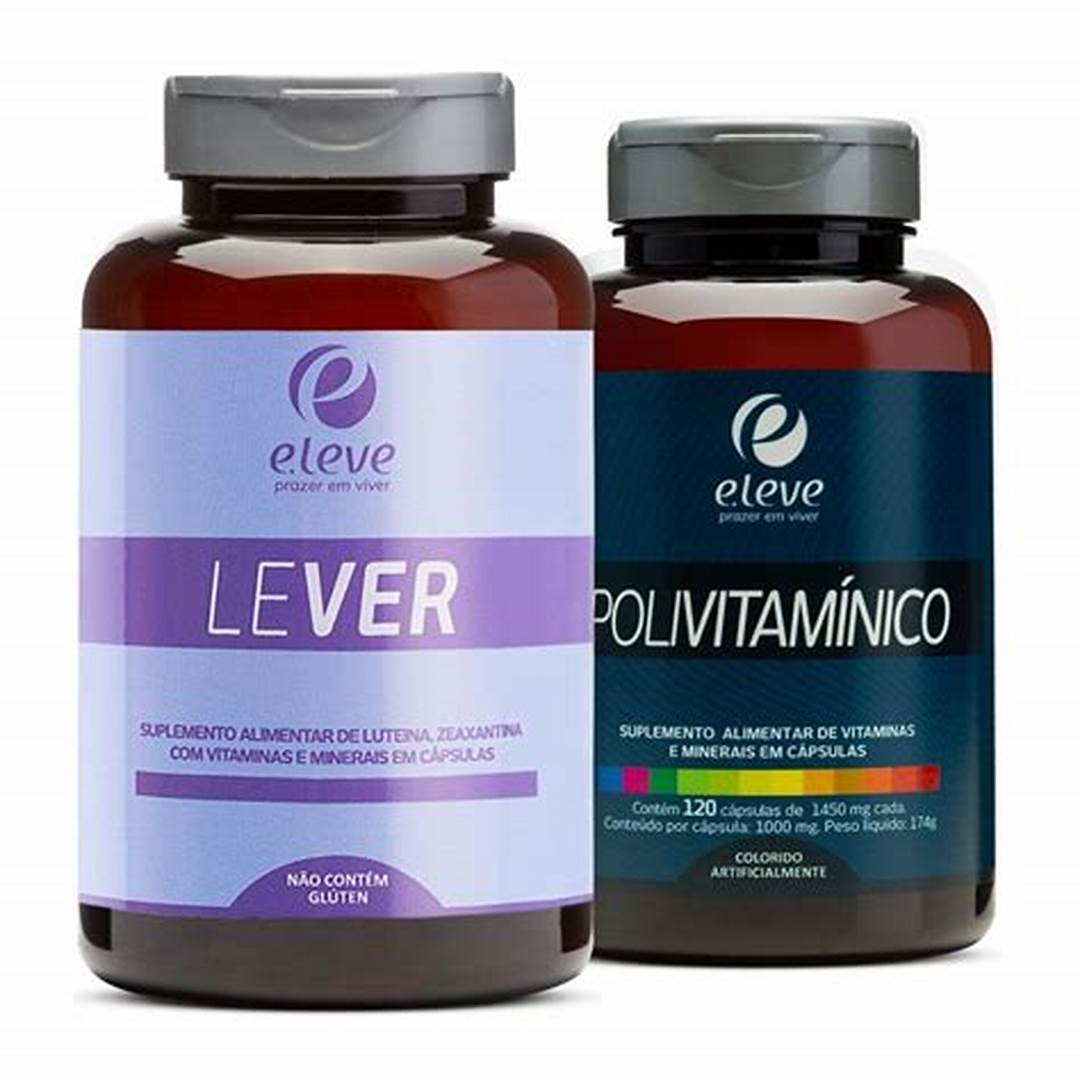 e.leve
prazer em viver
LEVER
SUPLEMENTO ALIMENTAR DE LUTEINA, ZEAXANTINA
COM VITAMINAS E MINERAIS EM CÁPSULAS
NÃO CONTÉM
GLÚTEN
e.leve
prazer em viver
POLIVITAMÍNICO
SUPLEMENTO ALIMENTAR DE VITAMINAS
E MINERAIS EM CÁPSULAS
Contém 120 cápsulas de 1450 mg cada.
Conteúdo por cápsula: 1000 mg. Peso líquido: 174g
COLORIDO
ARTIFICIALMENTE